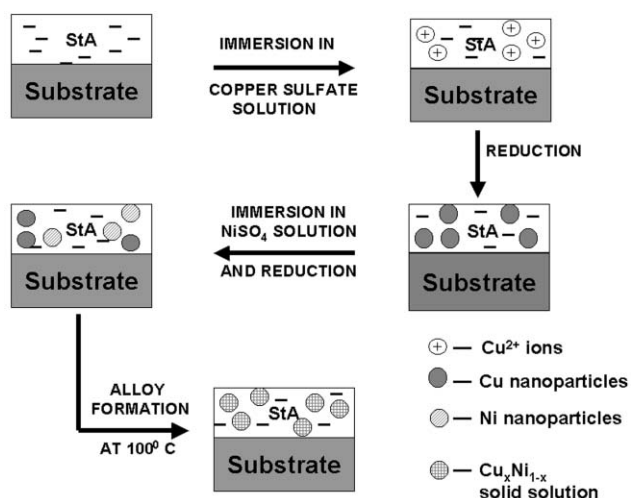 StA
Substrate
IMMERSION IN
COPPER SULFATE
SOLUTION
StA
Substrate
REDUCTION
StA
Substrate
IMMERSION IN
NiSO₄ SOLUTION
AND REDUCTION
StA
Substrate
ALLOY
FORMATION
AT 100⁰ C
StA
Substrate
+ — Cu²⁺ ions
— Cu nanoparticles
— Ni nanoparticles
— CuₓNi₁₋ₓ
solid solution